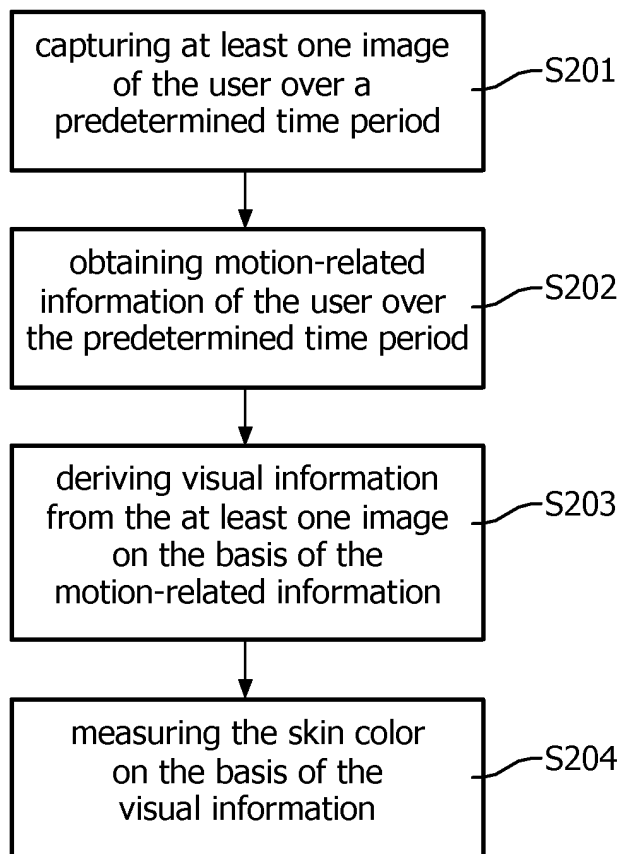 capturing at least one image
of the user over a
predetermined time period
S201
obtaining motion-related
information of the user over
the predetermined time period
S202
deriving visual information
from the at least one image
on the basis of the
motion-related information
S203
measuring the skin color
on the basis of the
visual information
S204